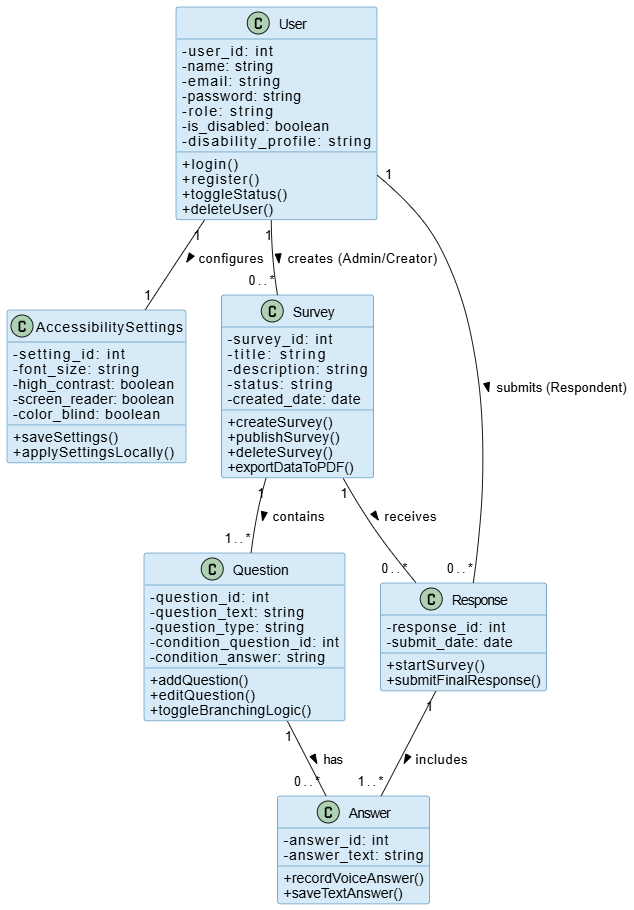 C User
-user_id: int
-name: string
-email: string
-password: string
-role: string
-is_disabled: boolean
-disability_profile: string
+login()
+register()
+toggleStatus()
+deleteUser()
1
1
1
configures
creates (Admin/Creator)
1
0..*
C AccessibilitySettings
-setting_id: int
-font_size: string
-high_contrast: boolean
-screen_reader: boolean
-color_blind: boolean
+saveSettings()
+applySettingsLocally()
C Survey
-survey_id: int
-title: string
-description: string
-status: string
-created_date: date
+createSurvey()
+publishSurvey()
+deleteSurvey()
+exportDataToPDF()
submits (Respondent)
1
1
contains
receives
1..*
0..*
0..*
C Question
-question_id: int
-question_text: string
-question_type: string
-condition_question_id: int
-condition_answer: string
+addQuestion()
+editQuestion()
+toggleBranchingLogic()
C Response
-response_id: int
-submit_date: date
+startSurvey()
+submitFinalResponse()
1
1
has
includes
0..*
1..*
C Answer
-answer_id: int
-answer_text: string
+recordVoiceAnswer()
+saveTextAnswer()